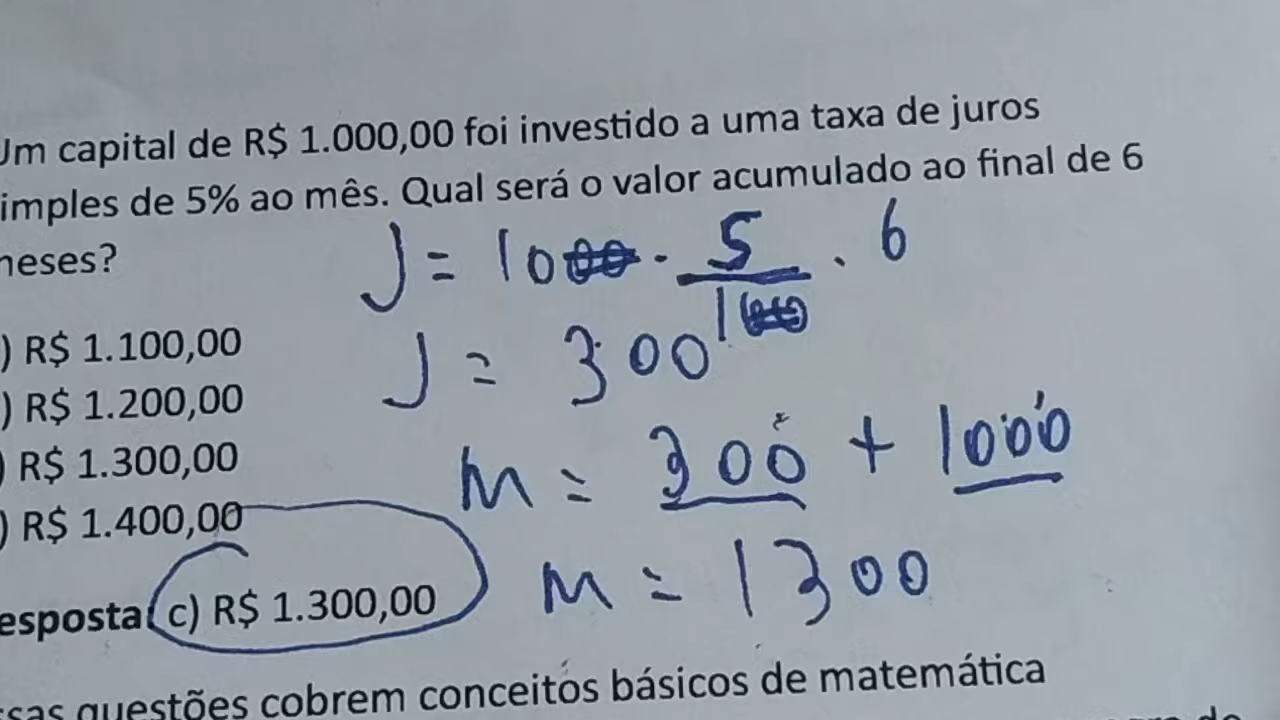 Um capital de R$ 1.000,00 foi investido a uma taxa de juros
imples de 5% ao mês. Qual será o valor acumulado ao final de 6
neses?
J = 1000 · 5/100 · 6
) R$ 1.100,00
J = 300
) R$ 1.200,00
) R$ 1.300,00
M = 300 + 1000
) R$ 1.400,00
M = 1300
esposta c) R$ 1.300,00
ssas questões cobrem conceitos básicos de matemática